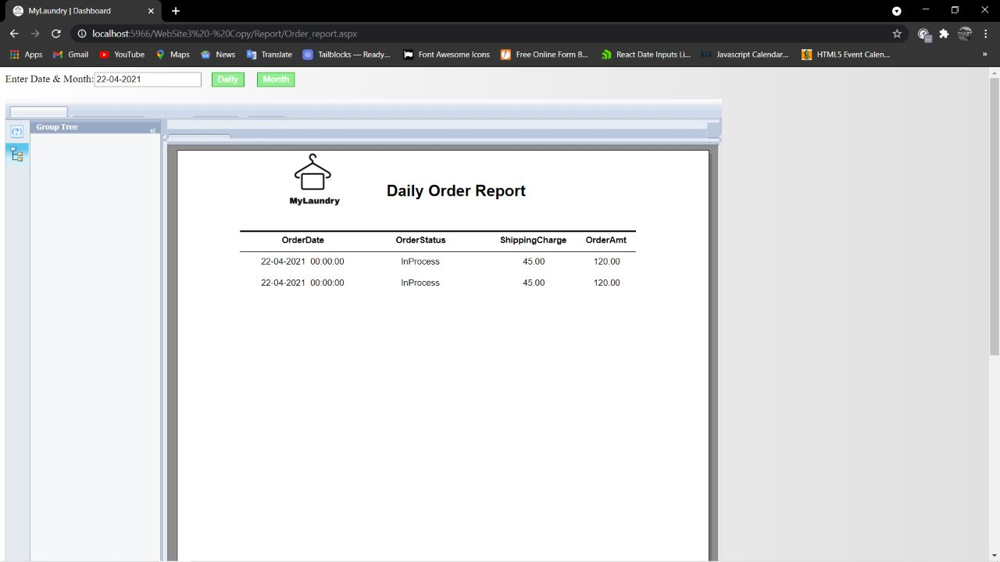 MyLaundry | Dashboard
localhost:5966/WebSite3%20-%20Copy/Report/Order_report.aspx
Apps Gmail YouTube Maps News Translate Tailblocks — Ready... Font Awesome Icons Free Online Form B... React Date Inputs Li... Javascript Calendar... HTML5 Event Calen... »
Enter Date & Month: 22-04-2021 Daily Month
Group Tree
MyLaundry
Daily Order Report
OrderDate OrderStatus ShippingCharge OrderAmt
22-04-2021 00:00:00 InProcess 45.00 120.00
22-04-2021 00:00:00 InProcess 45.00 120.00